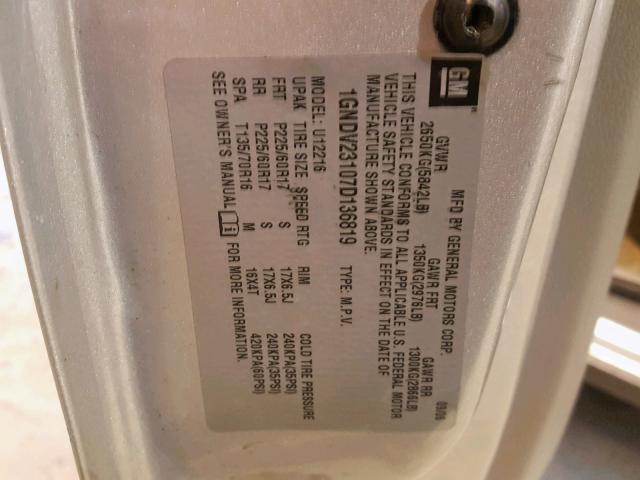 GM
MFD BY GENERAL MOTORS CORP. 09/06
GVWR GAWR FRT GAWR RR
2650KG(5842LB) 1350KG(2976LB) 1300KG(2866LB)
THIS VEHICLE CONFORMS TO ALL APPLICABLE U.S. FEDERAL MOTOR
VEHICLE SAFETY STANDARDS IN EFFECT ON THE DATE OF
MANUFACTURE SHOWN ABOVE.
1GNDV23107D136819 TYPE: M.P.V.
MODEL: U12216
UPAK TIRE SIZE SPEED RTG RIM COLD TIRE PRESSURE
FRT P225/60R17 S 17X6.5J 240KPA(35PSI)
RR P225/60R17 S 17X6.5J 240KPA(35PSI)
SPA T135/70R16 M 16X4T 420KPA(60PSI)
SEE OWNER'S MANUAL i FOR MORE INFORMATION.